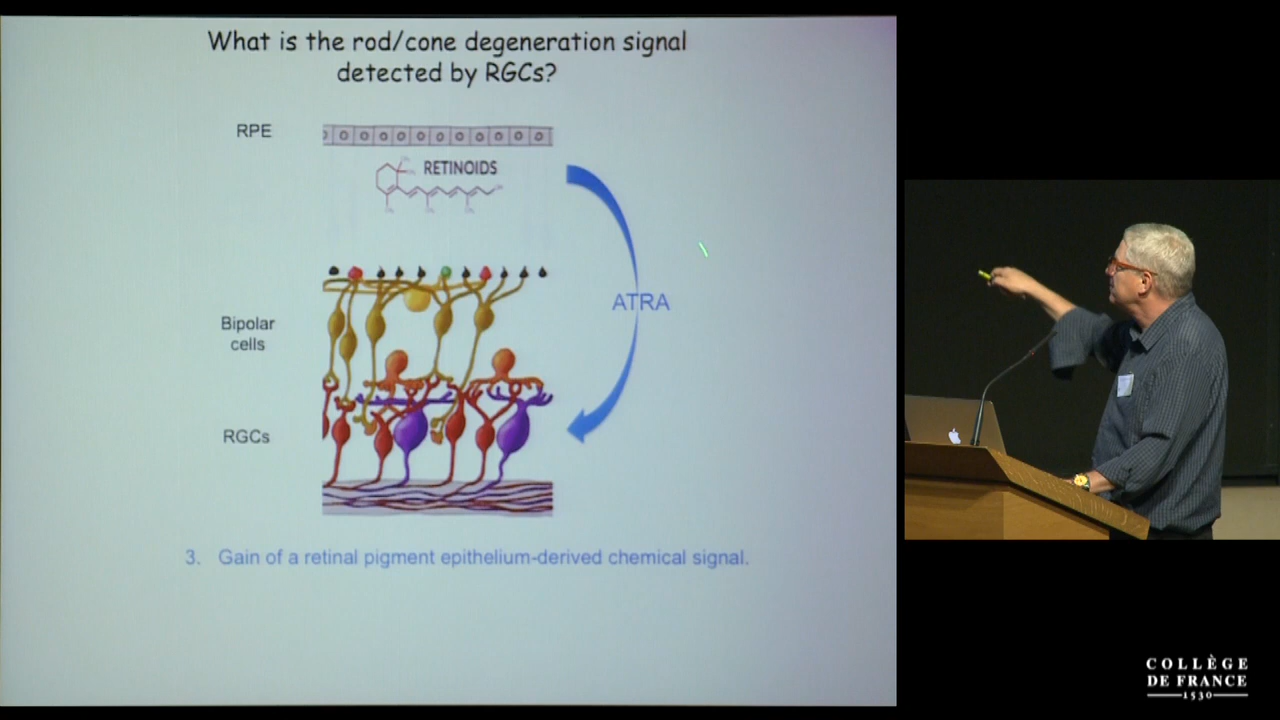 What is the rod/cone degeneration signal
detected by RGCs?
RPE
RETINOIDS
ATRA
Bipolar
cells
RGCs
3. Gain of a retinal pigment epithelium-derived chemical signal.
COLLÈGE
DE FRANCE
1530